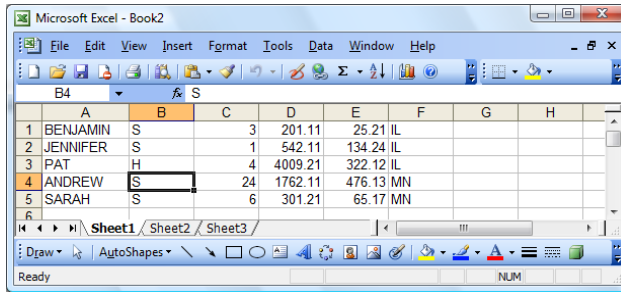 Microsoft Excel - Book2
File Edit View Insert Format Tools Data Window Help
B4 fx S
A B C D E F G H
1 BENJAMIN S 3 201.11 25.21 IL
2 JENNIFER S 1 542.11 134.24 IL
3 PAT H 4 4009.21 322.12 IL
4 ANDREW S 24 1762.11 476.13 MN
5 SARAH S 6 301.21 65.17 MN
6
Sheet1 Sheet2 Sheet3
Draw AutoShapes
Ready NUM